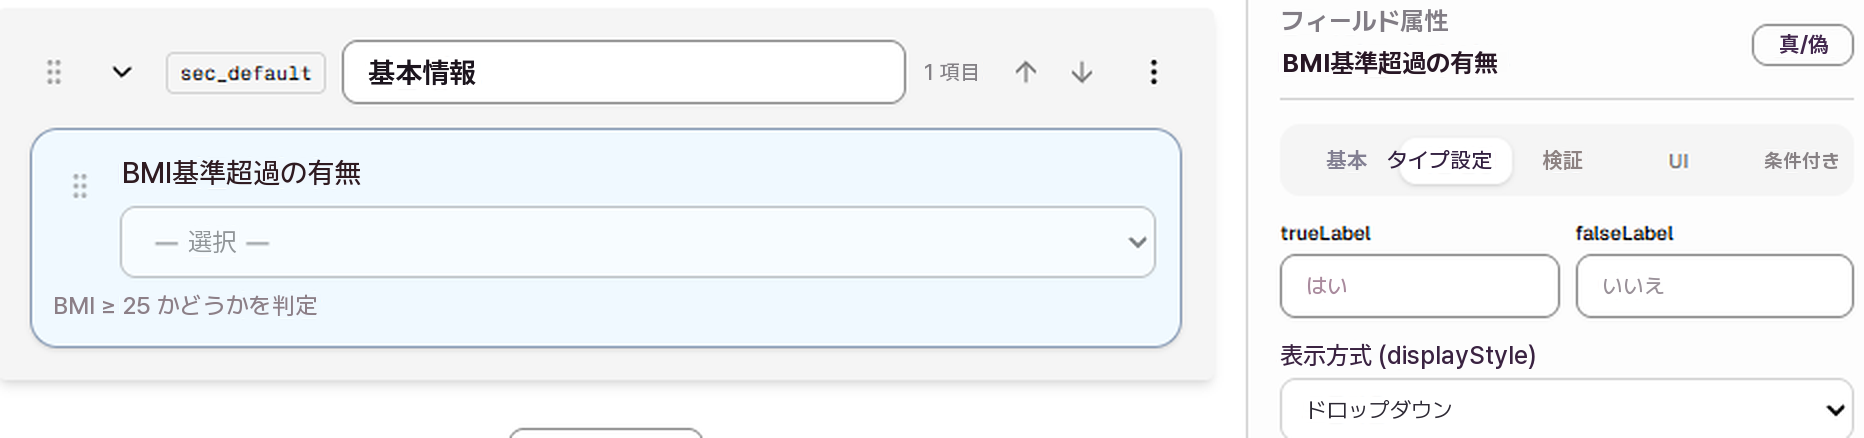 sec_default 基本情報 1 項目
BMI基準超過の有無
— 選択 —
BMI ≥ 25 かどうかを判定
フィールド属性
BMI基準超過の有無
真/偽
基本 タイプ設定 検証 UI 条件付き
trueLabel falseLabel
はい いいえ
表示方式 (displayStyle)
ドロップダウン